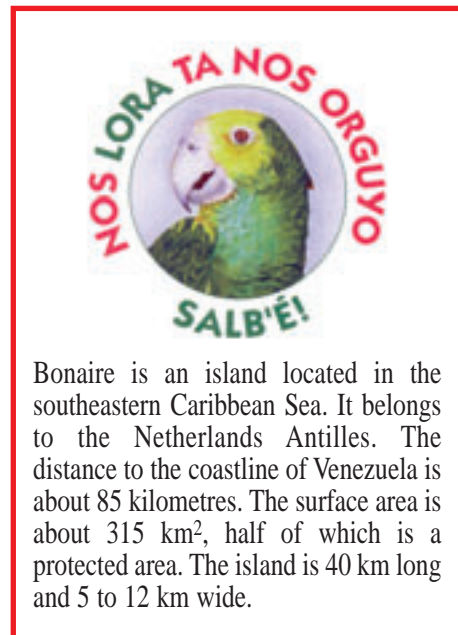 NOS LORA TA NOS ORGUYO
SALB'É!
Bonaire is an island located in the
southeastern Caribbean Sea. It belongs
to the Netherlands Antilles. The
distance to the coastline of Venezuela is
about 85 kilometres. The surface area is
about 315 km², half of which is a
protected area. The island is 40 km long
and 5 to 12 km wide.